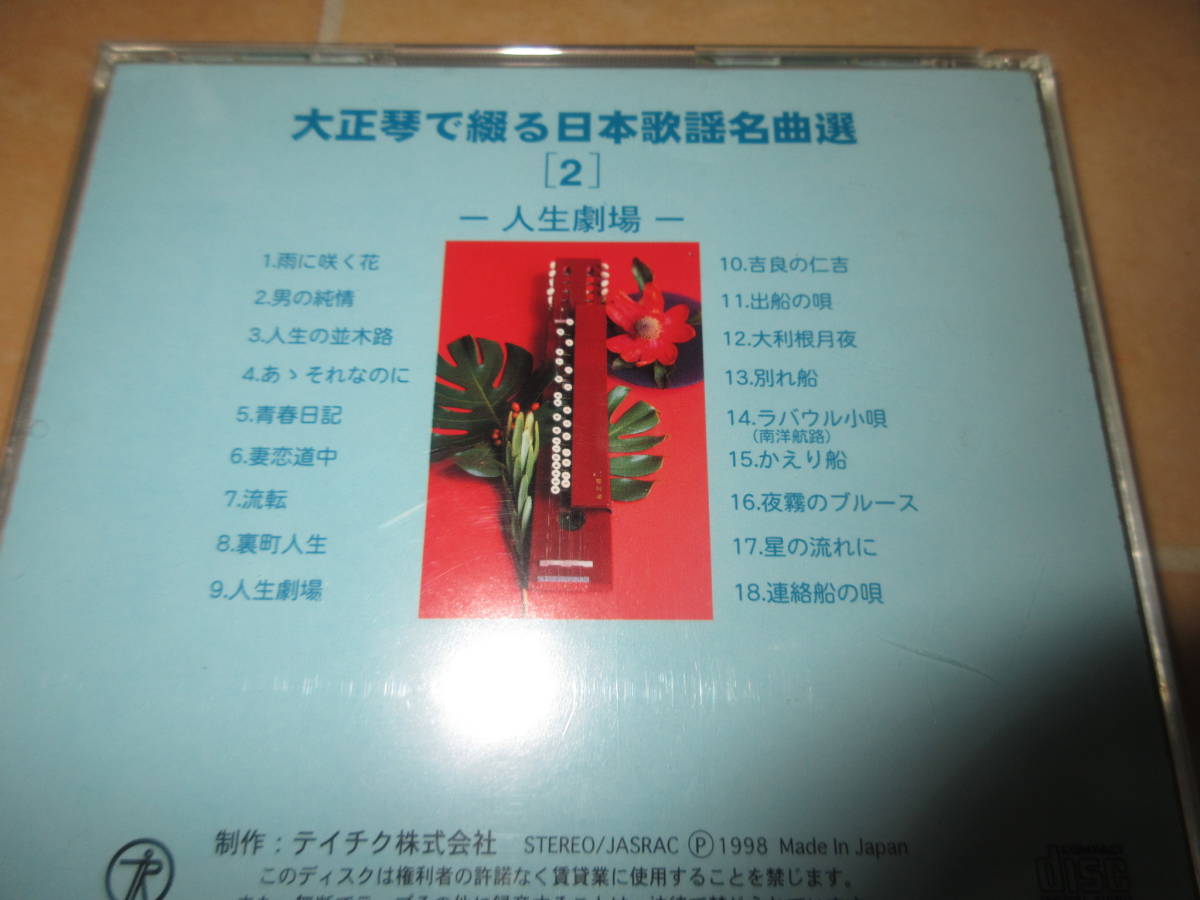 大正琴で綴る日本歌謡名曲選
[2]
― 人生劇場 ―
1.雨に咲く花
2.男の純情
3.人生の並木路
4.あゝそれなのに
5.青春日記
6.妻恋道中
7.流転
8.裏町人生
9.人生劇場
10.吉良の仁吉
11.出船の唄
12.大利根月夜
13.別れ船
14.ラバウル小唄
(南洋航路)
15.かえり船
16.夜霧のブルース
17.星の流れに
18.連絡船の唄
制作：テイチク株式会社 STEREO/JASRAC Ⓟ1998 Made In Japan
このディスクは権利者の許諾なく賃貸業に使用することを禁じます。
COMPACT
disc